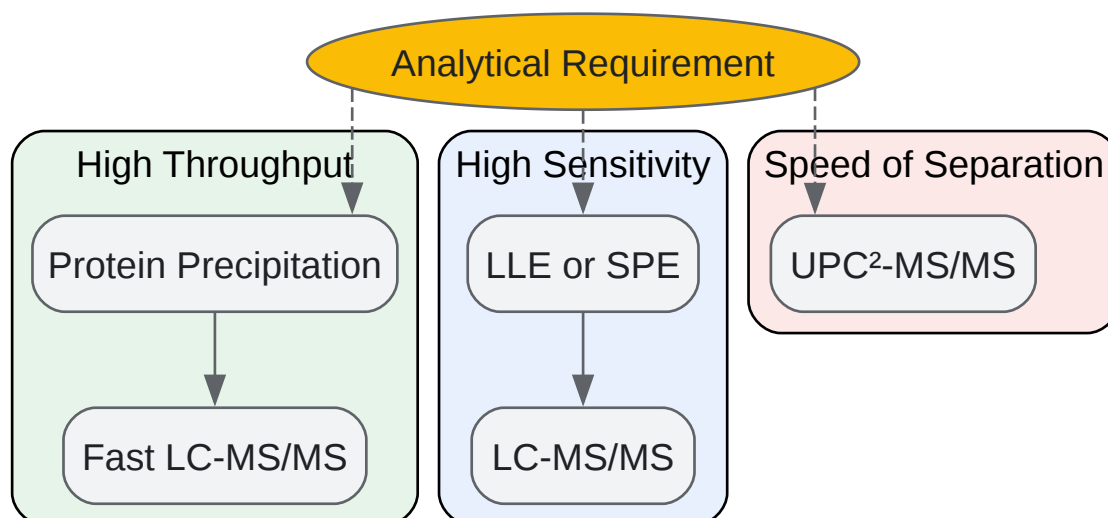 Analytical Requirement
High Throughput
High Sensitivity
Speed of Separation
Protein Precipitation
LLE or SPE
UPC²-MS/MS
Fast LC-MS/MS
LC-MS/MS